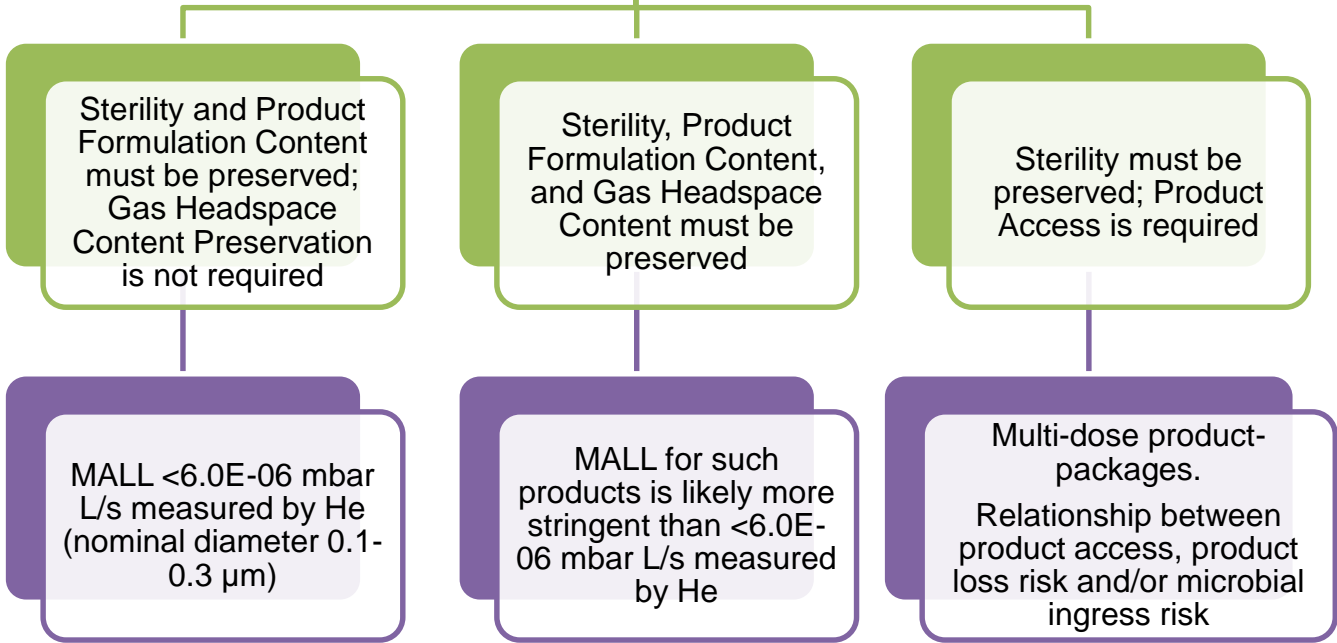 Sterility and Product
Formulation Content
must be preserved;
Gas Headspace
Content Preservation
is not required
Sterility, Product
Formulation Content,
and Gas Headspace
Content must be
preserved
Sterility must be
preserved; Product
Access is required
MALL <6.0E-06 mbar
L/s measured by He
(nominal diameter 0.1-
0.3 µm)
MALL for such
products is likely more
stringent than <6.0E-
06 mbar L/s measured
by He
Multi-dose product-
packages.
Relationship between
product access, product
loss risk and/or microbial
ingress risk